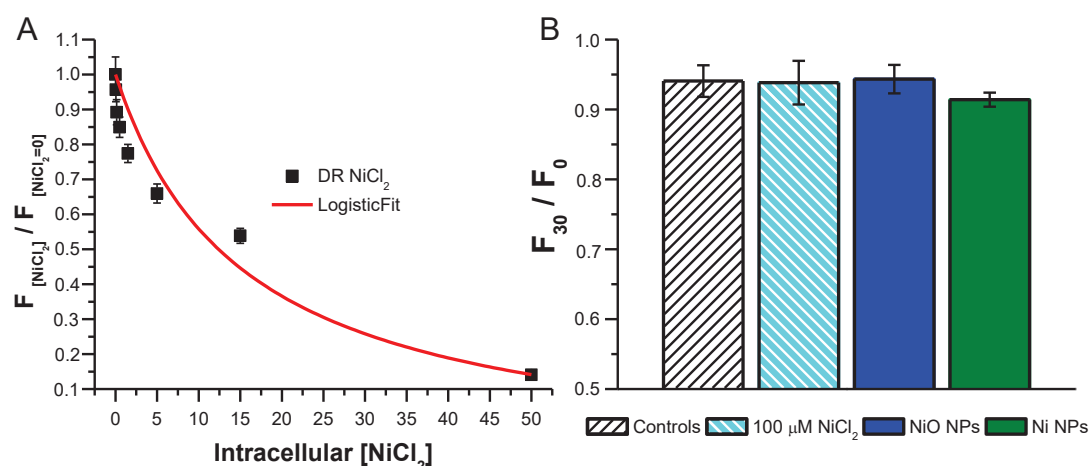 A
1.1
1.0
0.9
0.8
0.7
0.6
0.5
0.4
0.3
0.2
0.1
F [NiCl₂] / F [NiCl₂=0]
DR NiCl₂
LogisticFit
0 5 10 15 20 25 30 35 40 45 50
Intracellular [NiCl₂]
B
1.0
0.9
0.8
0.7
0.6
0.5
F₃₀ / F₀
Controls 100 μM NiCl₂ NiO NPs Ni NPs